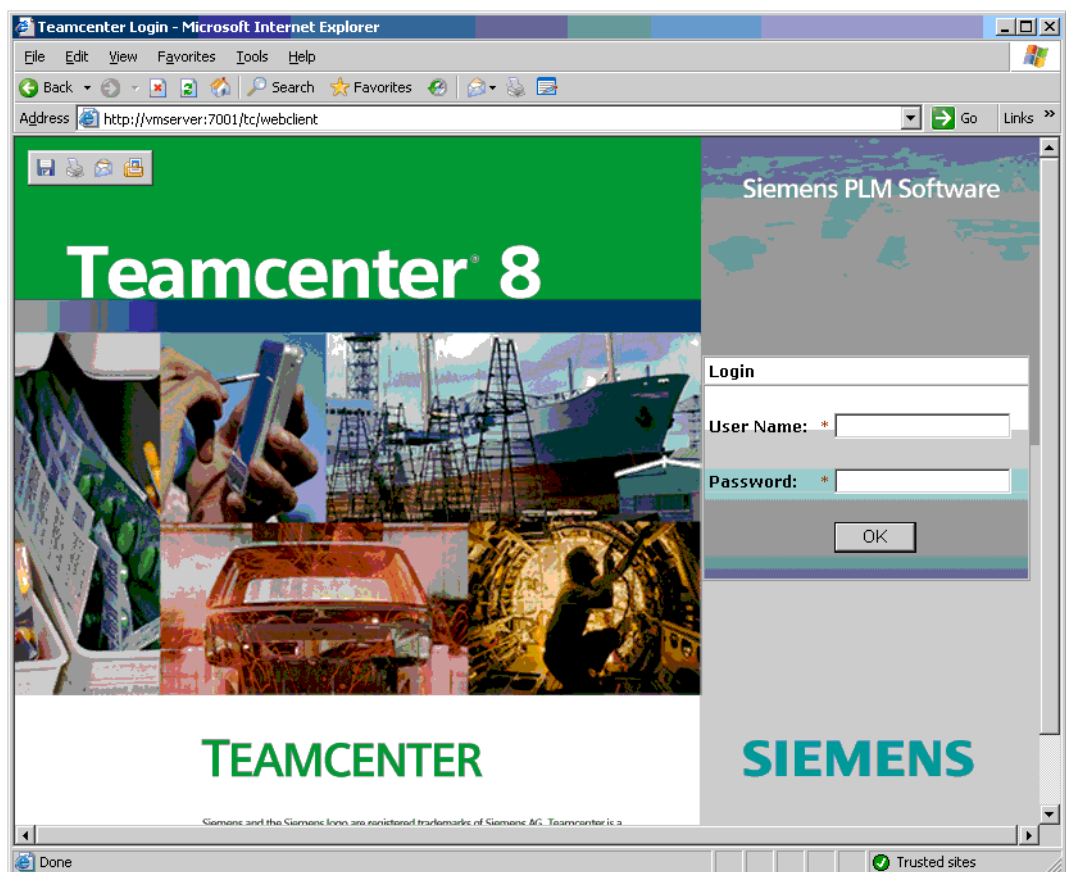 Teamcenter Login - Microsoft Internet Explorer
File Edit View Favorites Tools Help
Back Search Favorites
Address http://vmserver:7001/tc/webclient Go Links »
Siemens PLM Software
Teamcenter® 8
Login
User Name: *
Password: *
OK
TEAMCENTER
SIEMENS
Siemens and the Siemens logo are registered trademarks of Siemens AG. Teamcenter is a
Done Trusted sites